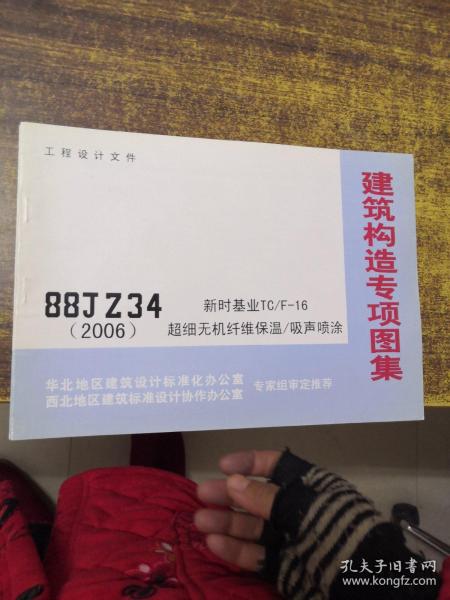 工程设计文件
建筑构造专项图集
88JZ34
（2006）
新时基业TC/F-16
超细无机纤维保温/吸声喷涂
华北地区建筑设计标准化办公室
西北地区建筑标准设计协作办公室
专家组审定推荐
孔夫子旧书网
www.kongfz.com